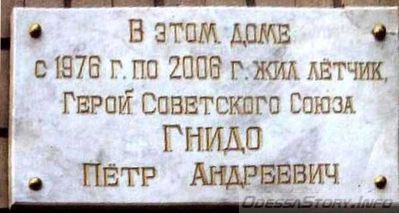 В ЭТОМ ДОМЕ
С 1976 Г. ПО 2006 Г. ЖИЛ ЛЁТЧИК,
ГЕРОЙ СОВЕТСКОГО СОЮЗА
ГНИДО
ПЁТР АНДРЕЕВИЧ
ODESSASTORY.INFO